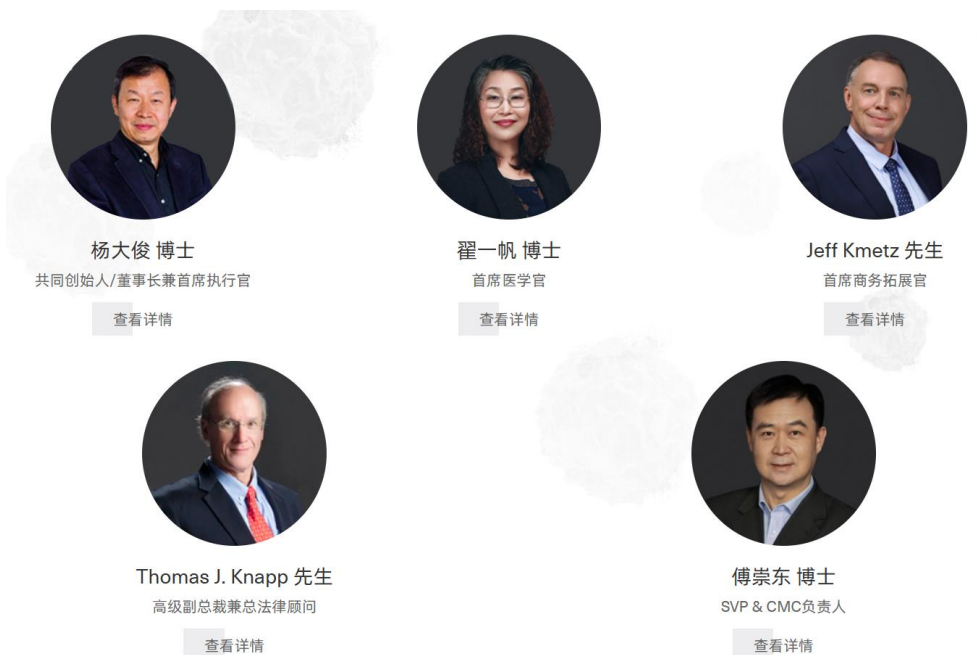 杨大俊 博士
共同创始人/董事长兼首席执行官
查看详情
翟一帆 博士
首席医学官
查看详情
Jeff Kmetz 先生
首席商务拓展官
查看详情
Thomas J. Knapp 先生
高级副总裁兼总法律顾问
查看详情
傅崇东 博士
SVP & CMC负责人
查看详情